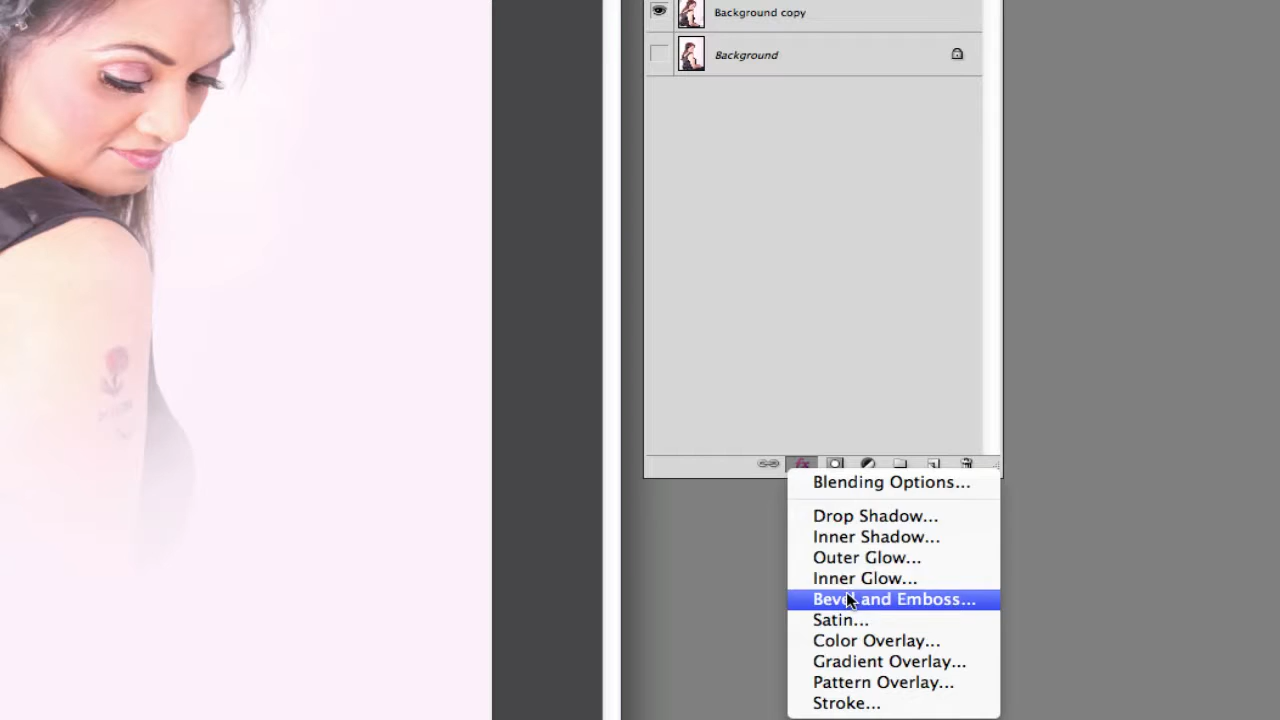 Background copy
Background
fx
Blending Options...
Drop Shadow...
Inner Shadow...
Outer Glow...
Inner Glow...
Bevel and Emboss...
Satin...
Color Overlay...
Gradient Overlay...
Pattern Overlay...
Stroke...